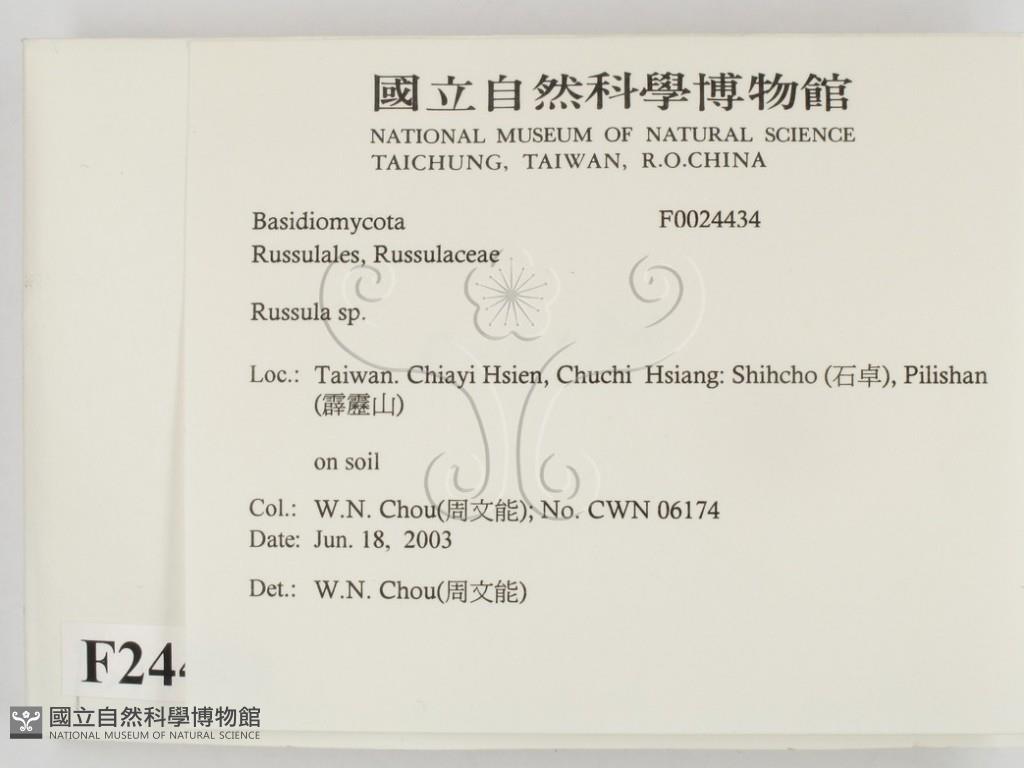 國立自然科學博物館
NATIONAL MUSEUM OF NATURAL SCIENCE
TAICHUNG, TAIWAN, R.O.CHINA
Basidiomycota F0024434
Russulales, Russulaceae
Russula sp.
Loc.: Taiwan. Chiayi Hsien, Chuchi Hsiang: Shihcho (石卓), Pilishan
(霹靂山)
on soil
Col.: W.N. Chou(周文能); No. CWN 06174
Date: Jun. 18, 2003
Det.: W.N. Chou(周文能)
F244
國立自然科學博物館
NATIONAL MUSEUM OF NATURAL SCIENCE